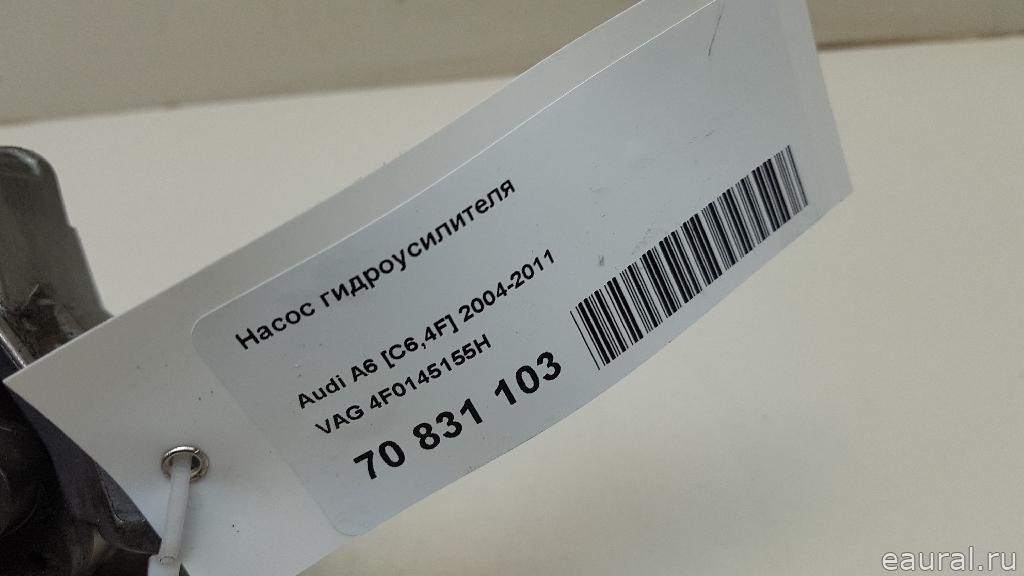 Насос гидроусилителя
Audi A6 [C6,4F] 2004-2011
VAG 4F0145155H
70 831 103
eaural.ru